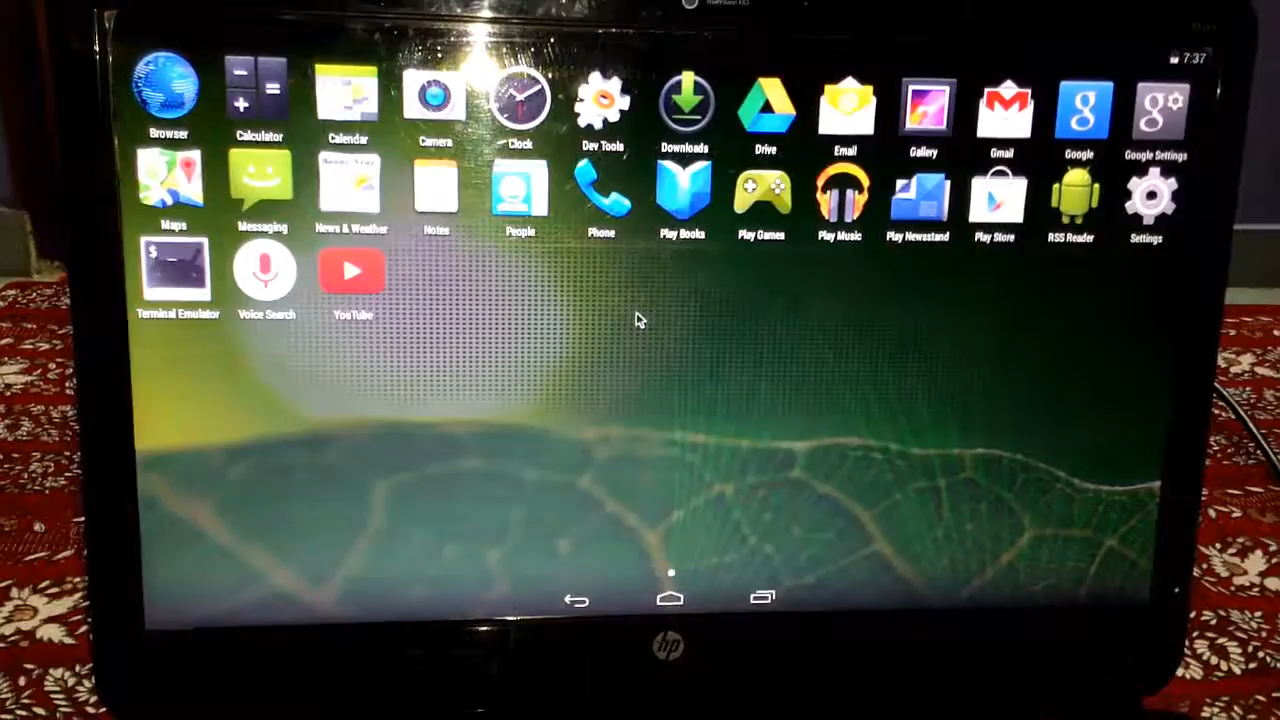 7:37
Browser
Calculator
Calendar
Camera
Clock
Dev Tools
Downloads
Drive
Email
Gallery
Gmail
Google
Google Settings
Maps
Messaging
News & Weather
Notes
People
Phone
Play Books
Play Games
Play Music
Play Newsstand
Play Store
RSS Reader
Settings
Terminal Emulator
Voice Search
YouTube
hp